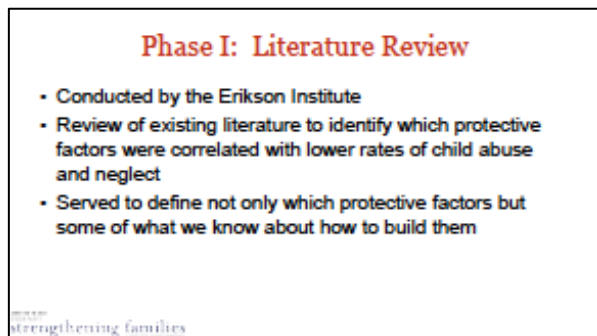 Phase I: Literature Review
• Conducted by the Erikson Institute
• Review of existing literature to identify which protective
factors were correlated with lower rates of child abuse
and neglect
• Served to define not only which protective factors but
some of what we know about how to build them
strengthening families